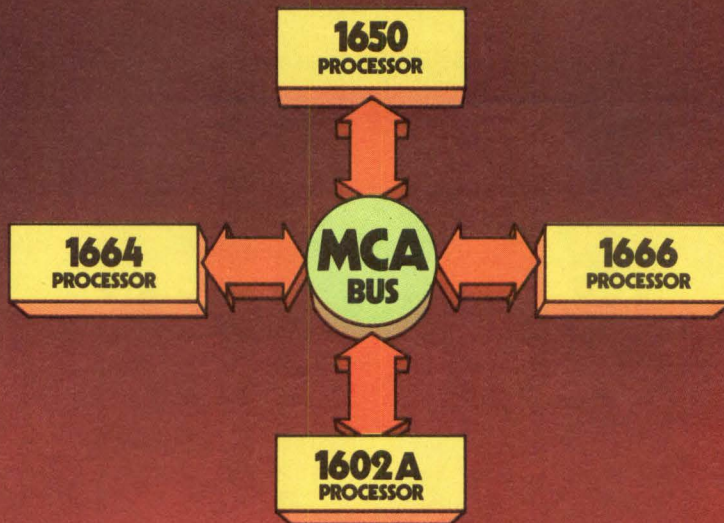 1650
PROCESSOR
1664
PROCESSOR
MCA
BUS
1666
PROCESSOR
1602A
PROCESSOR